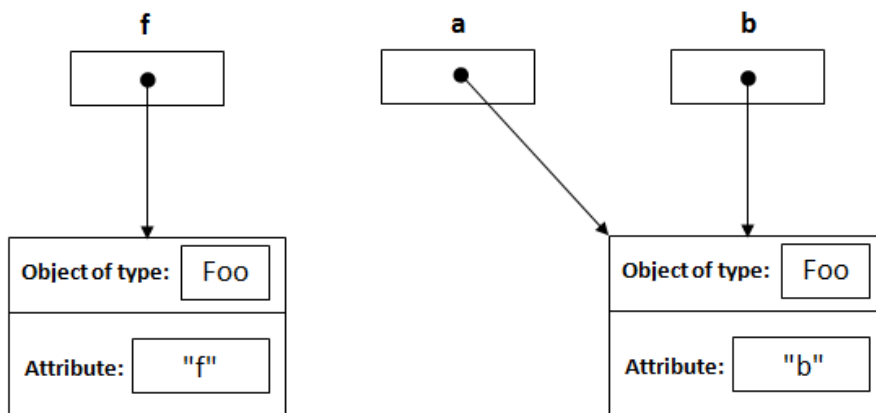 f
a
b
Object of type: Foo
Attribute: "f"
Object of type: Foo
Attribute: "b"